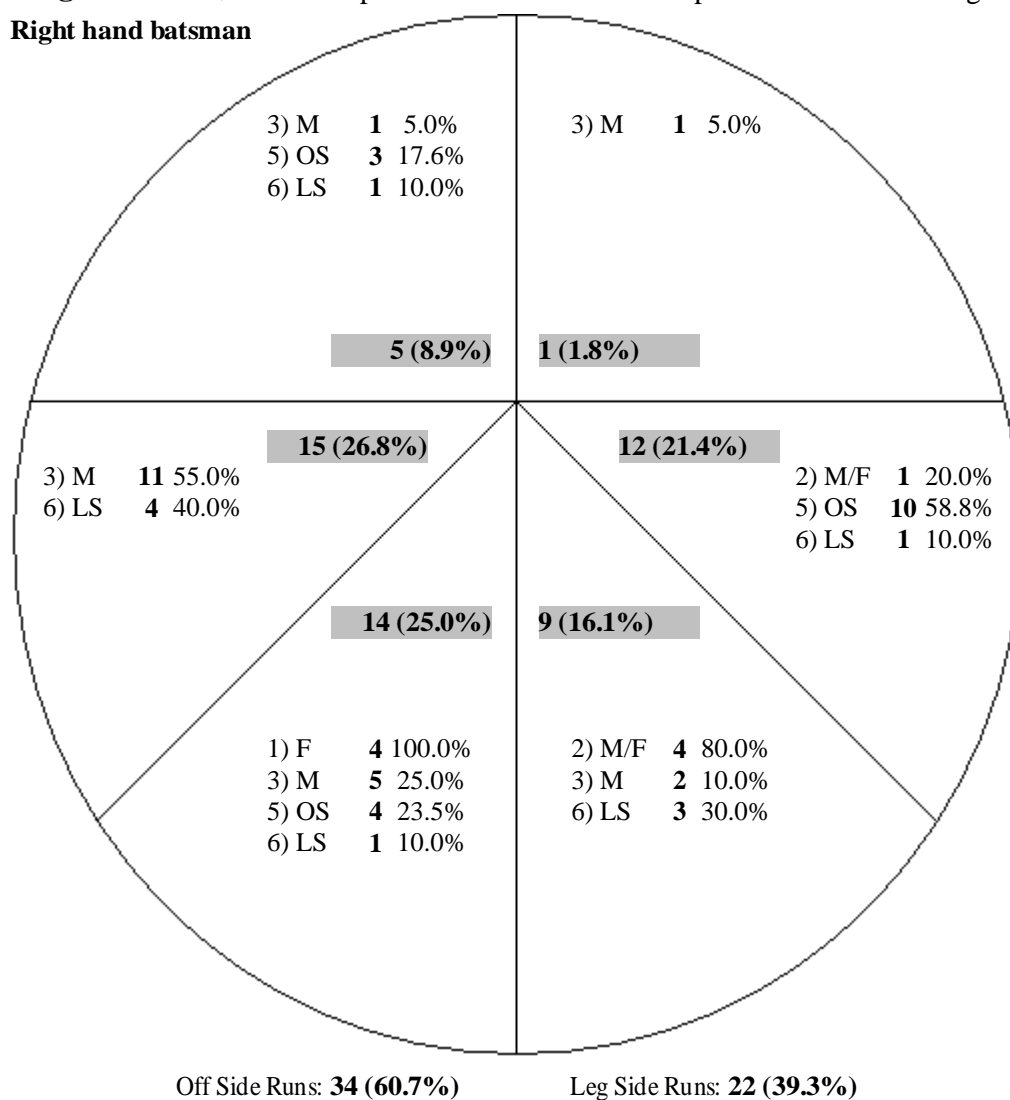 Right hand batsman
3) M 1 5.0%
5) OS 3 17.6%
6) LS 1 10.0%
3) M 1 5.0%
5 (8.9%)
1 (1.8%)
15 (26.8%)
12 (21.4%)
3) M 11 55.0%
6) LS 4 40.0%
2) M/F 1 20.0%
5) OS 10 58.8%
6) LS 1 10.0%
14 (25.0%)
9 (16.1%)
1) F 4 100.0%
3) M 5 25.0%
5) OS 4 23.5%
6) LS 1 10.0%
2) M/F 4 80.0%
3) M 2 10.0%
6) LS 3 30.0%
Off Side Runs: 34 (60.7%)
Leg Side Runs: 22 (39.3%)